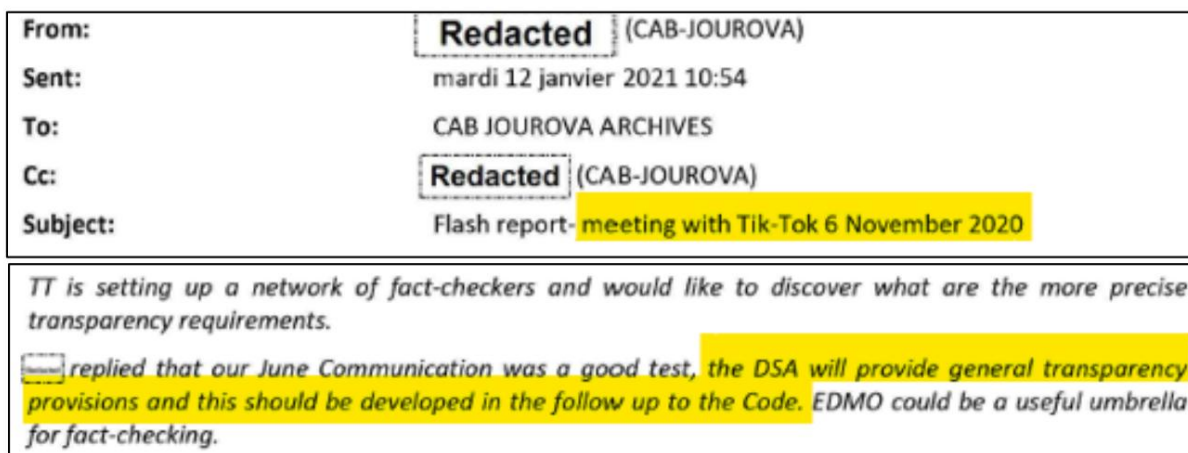 From: Redacted (CAB-JOUROVA)
Sent: mardi 12 janvier 2021 10:54
To: CAB JOUROVA ARCHIVES
Cc: Redacted (CAB-JOUROVA)
Subject: Flash report- meeting with Tik-Tok 6 November 2020
TT is setting up a network of fact-checkers and would like to discover what are the more precise
transparency requirements.
replied that our June Communication was a good test, the DSA will provide general transparency
provisions and this should be developed in the follow up to the Code. EDMO could be a useful umbrella
for fact-checking.